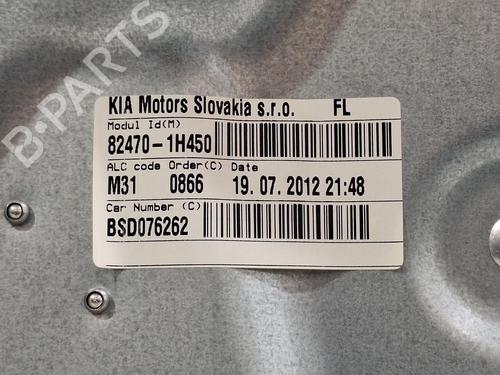 B-PARTS
KIA Motors Slovakia s.r.o. FL
Modul Id(M)
82470-1H450
ALC code Order(C) Date
M31 0866 19. 07. 2012 21:48
Car Number (C)
BSD076262